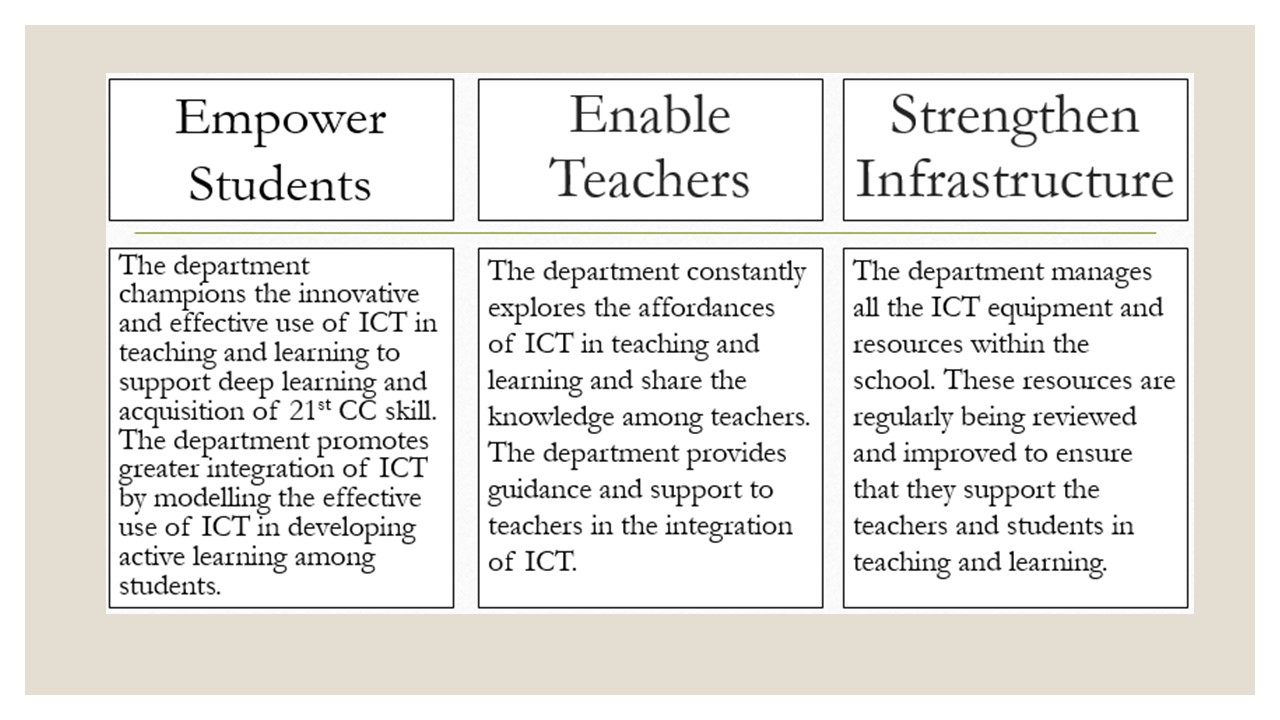 Empower
Students
The department
champions the innovative
and effective use of ICT in
teaching and learning to
support deep learning and
acquisition of 21st CC skill.
The department promotes
greater integration of ICT
by modelling the effective
use of ICT in developing
active learning among
students.
Enable
Teachers
The department constantly
explores the affordances
of ICT in teaching and
learning and share the
knowledge among teachers.
The department provides
guidance and support to
teachers in the integration
of ICT.
Strengthen
Infrastructure
The department manages
all the ICT equipment and
resources within the
school. These resources are
regularly being reviewed
and improved to ensure
that they support the
teachers and students in
teaching and learning.